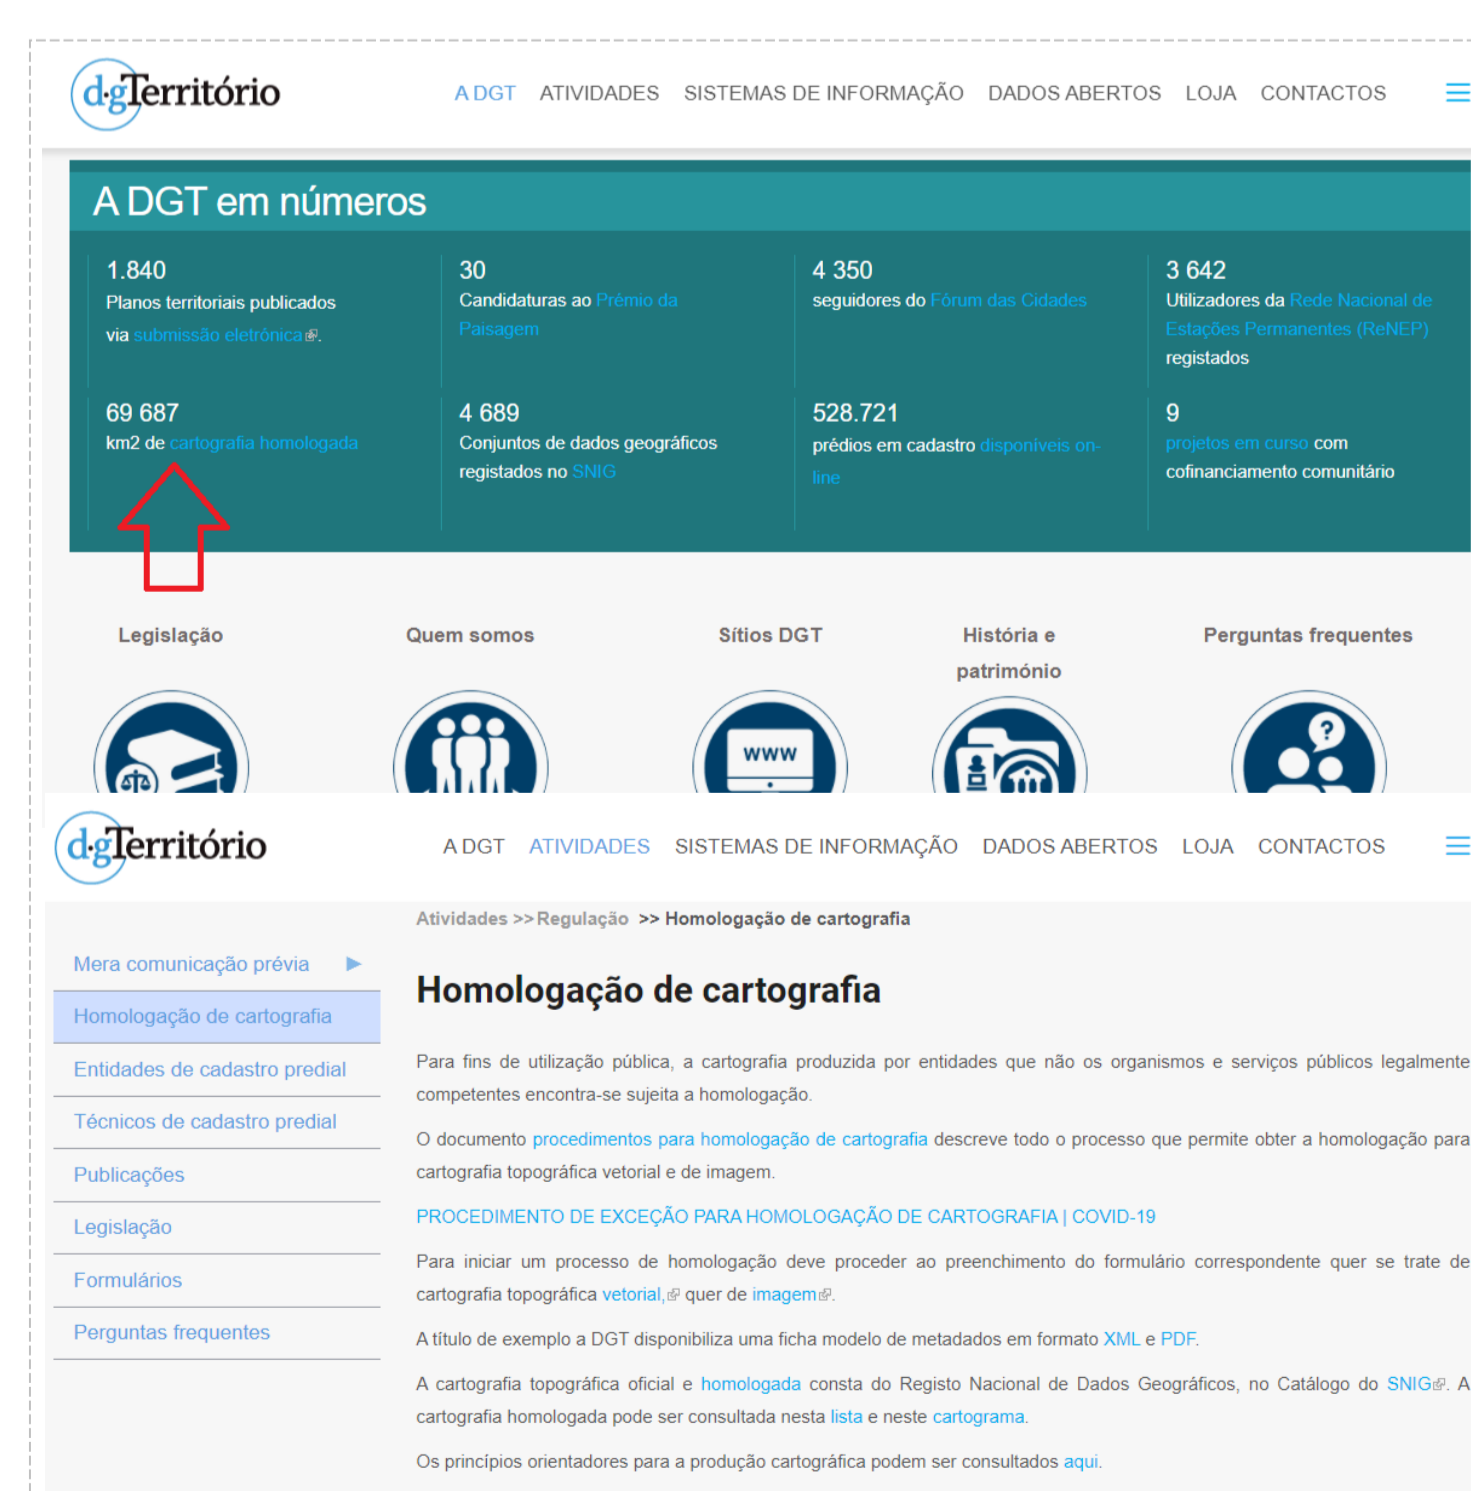 d·gTerritório
A DGT ATIVIDADES SISTEMAS DE INFORMAÇÃO DADOS ABERTOS LOJA CONTACTOS
A DGT em números
1.840
Planos territoriais publicados
via submissão eletrónica.
30
Candidaturas ao Prémio da
Paisagem
4 350
seguidores do Fórum das Cidades
3 642
Utilizadores da Rede Nacional de
Estações Permanentes (ReNEP)
registados
69 687
km2 de cartografia homologada
4 689
Conjuntos de dados geográficos
registados no SNIG
528.721
prédios em cadastro disponíveis on-
line
9
projetos em curso com
cofinanciamento comunitário
Legislação
Quem somos
Sítios DGT
História e
património
Perguntas frequentes
www
?
d·gTerritório
A DGT ATIVIDADES SISTEMAS DE INFORMAÇÃO DADOS ABERTOS LOJA CONTACTOS
Atividades >> Regulação >> Homologação de cartografia
Mera comunicação prévia
Homologação de cartografia
Entidades de cadastro predial
Técnicos de cadastro predial
Publicações
Legislação
Formulários
Perguntas frequentes
Homologação de cartografia
Para fins de utilização pública, a cartografia produzida por entidades que não os organismos e serviços públicos legalmente
competentes encontra-se sujeita a homologação.
O documento procedimentos para homologação de cartografia descreve todo o processo que permite obter a homologação para
cartografia topográfica vetorial e de imagem.
PROCEDIMENTO DE EXCEÇÃO PARA HOMOLOGAÇÃO DE CARTOGRAFIA | COVID-19
Para iniciar um processo de homologação deve proceder ao preenchimento do formulário correspondente quer se trate de
cartografia topográfica vetorial, quer de imagem.
A título de exemplo a DGT disponibiliza uma ficha modelo de metadados em formato XML e PDF.
A cartografia topográfica oficial e homologada consta do Registo Nacional de Dados Geográficos, no Catálogo do SNIG. A
cartografia homologada pode ser consultada nesta lista e neste cartograma.
Os princípios orientadores para a produção cartográfica podem ser consultados aqui.